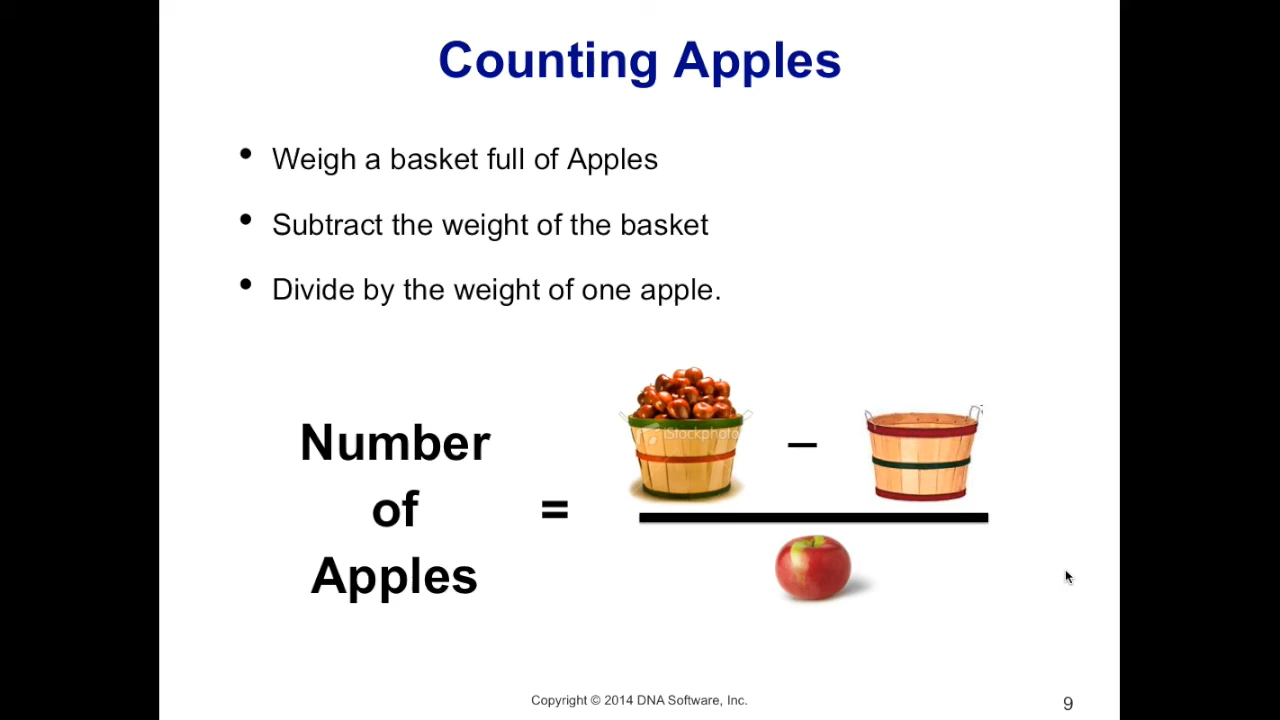 Counting Apples
• Weigh a basket full of Apples
• Subtract the weight of the basket
• Divide by the weight of one apple.
iStockphoto
–
Number
of
=
Apples
Copyright © 2014 DNA Software, Inc.
9